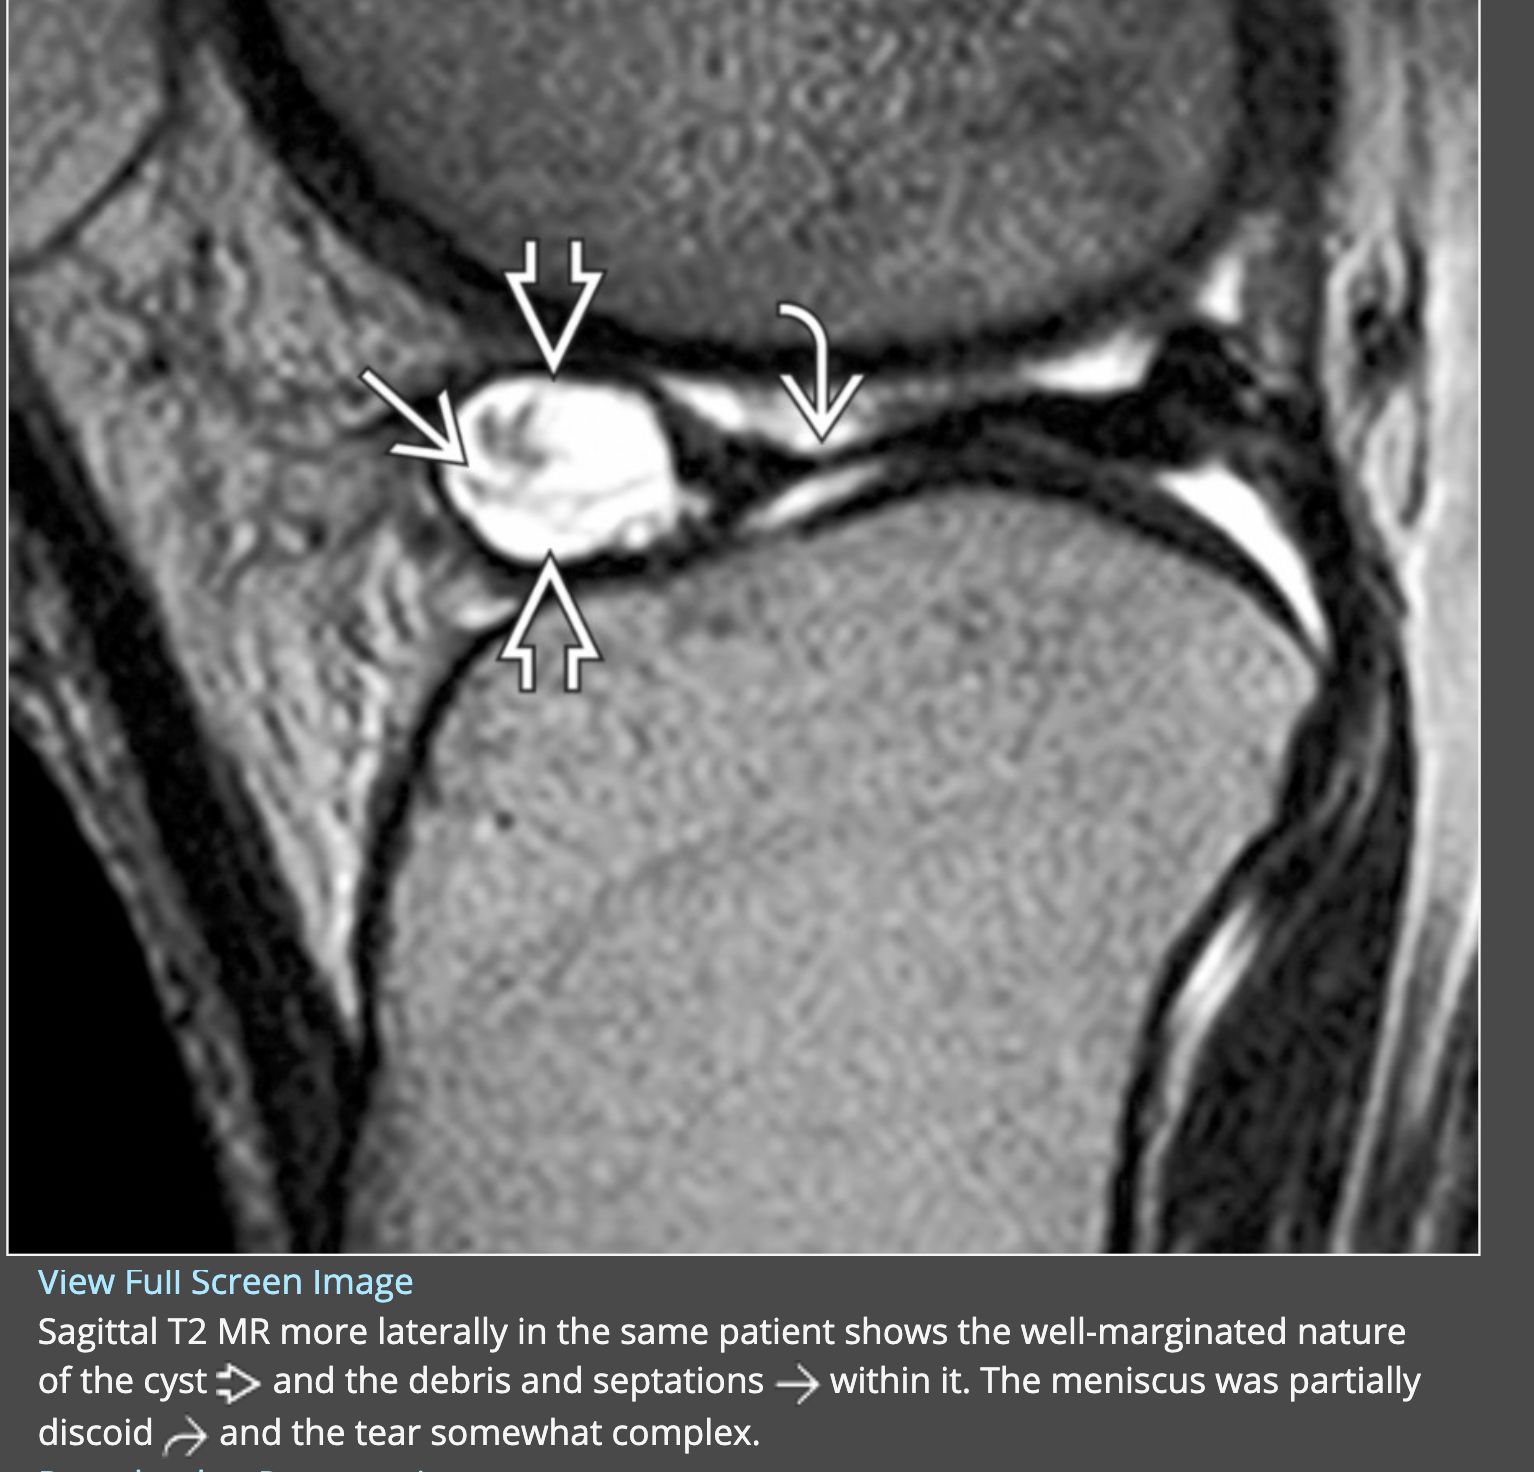 View Full Screen Image
Sagittal T2 MR more laterally in the same patient shows the well-marginated nature
of the cyst and the debris and septations within it. The meniscus was partially
discoid and the tear somewhat complex.